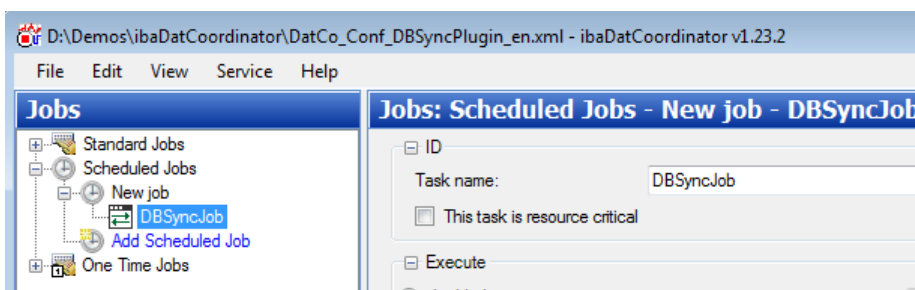 D:\Demos\ibaDatCoordinator\DatCo_Conf_DBSyncPlugin_en.xml - ibaDatCoordinator v1.23.2
File Edit View Service Help
Jobs
Jobs: Scheduled Jobs - New job - DBSyncJob
Standard Jobs
Scheduled Jobs
New job
DBSyncJob
Add Scheduled Job
One Time Jobs
ID
Task name: DBSyncJob
This task is resource critical
Execute